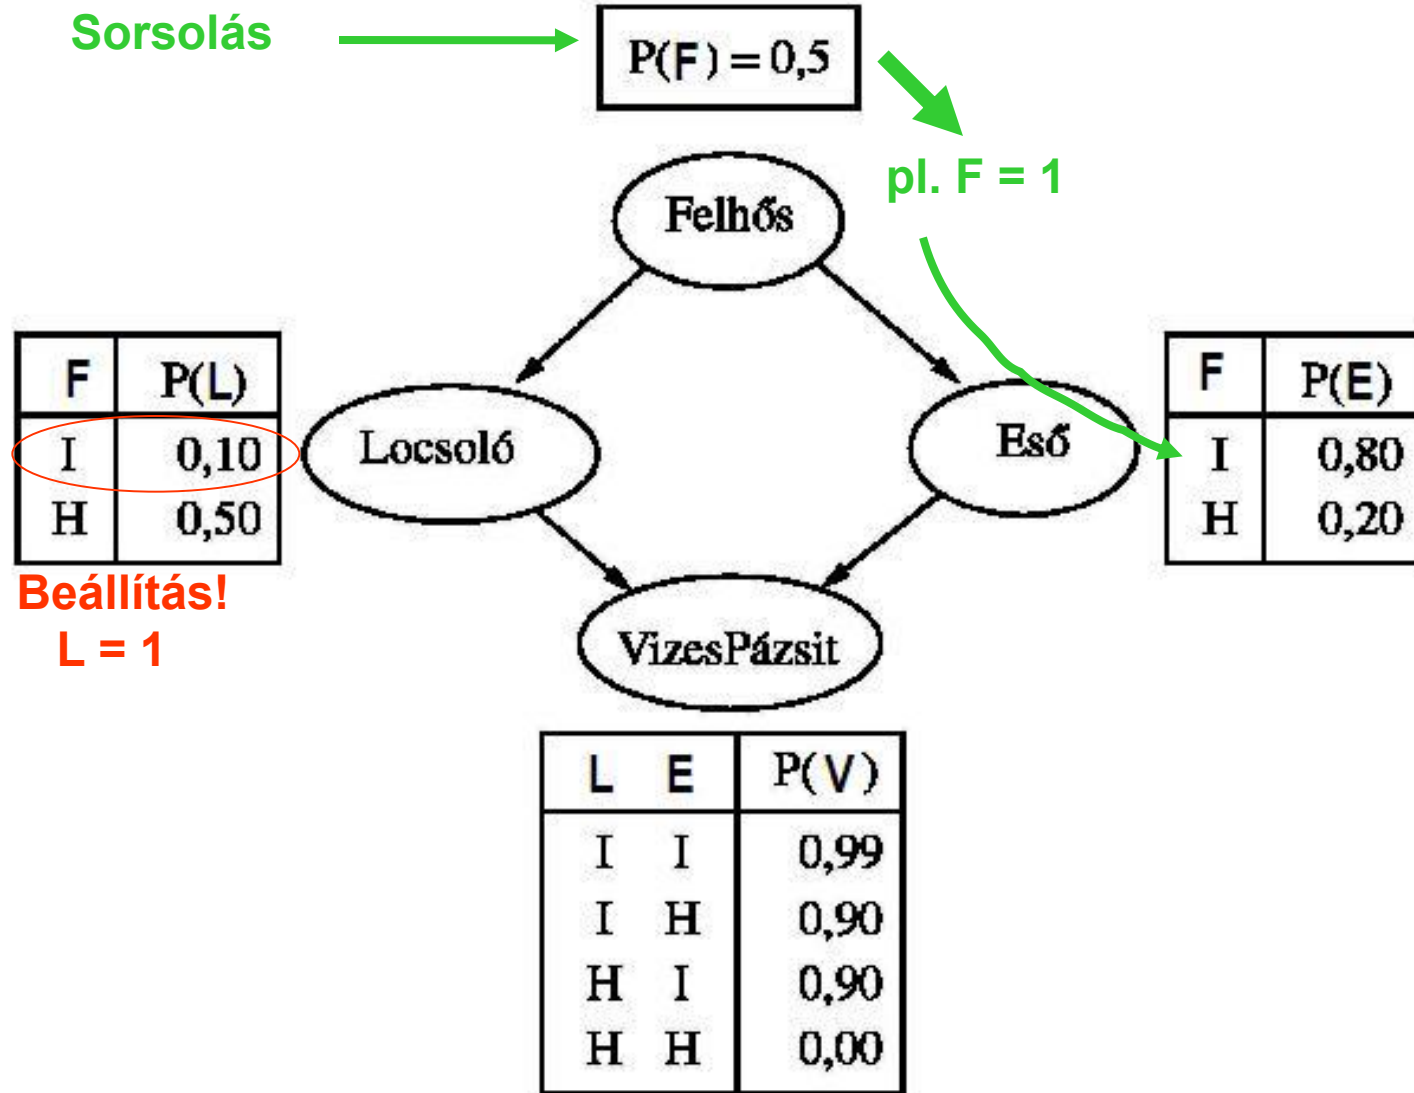 Sorsolás
P(F) = 0,5
pl. F = 1
Felhős
F P(L)
I 0,10
H 0,50
Locsoló
Eső
F P(E)
I 0,80
H 0,20
Beállítás!
L = 1
VizesPázsit
L E P(V)
I I 0,99
I H 0,90
H I 0,90
H H 0,00